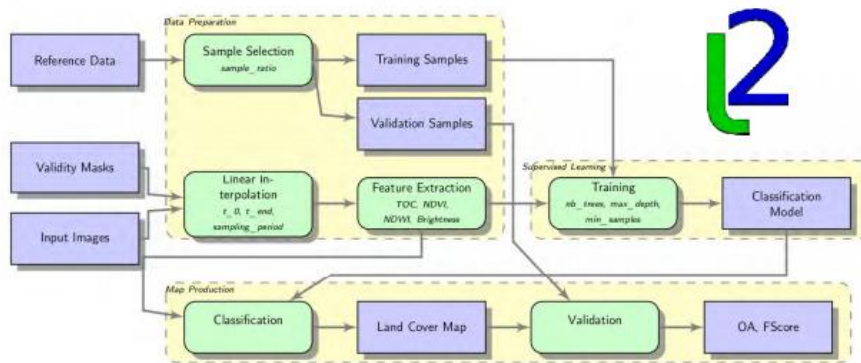 Data Preparation
Reference Data
Sample Selection
sample_ratio
Training Samples
Validation Samples
Validity Masks
Input Images
Linear in-
terpolation
t_0, t_end,
sampling_period
Feature Extraction
TOC, NDVI,
NDWI, Brightness
Supervised Learning
Training
nb_trees, max_depth,
min_samples
Classification
Model
Map Production
Classification
Land Cover Map
Validation
OA, FScore
ι2